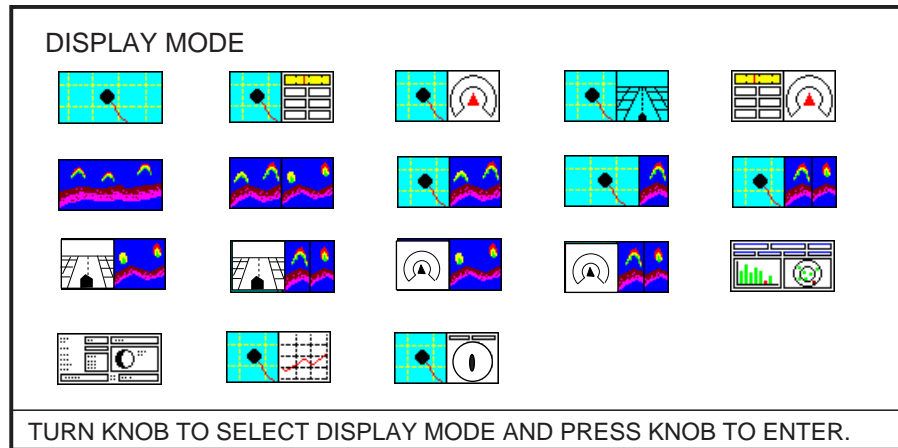 DISPLAY MODE
TURN KNOB TO SELECT DISPLAY MODE AND PRESS KNOB TO ENTER.